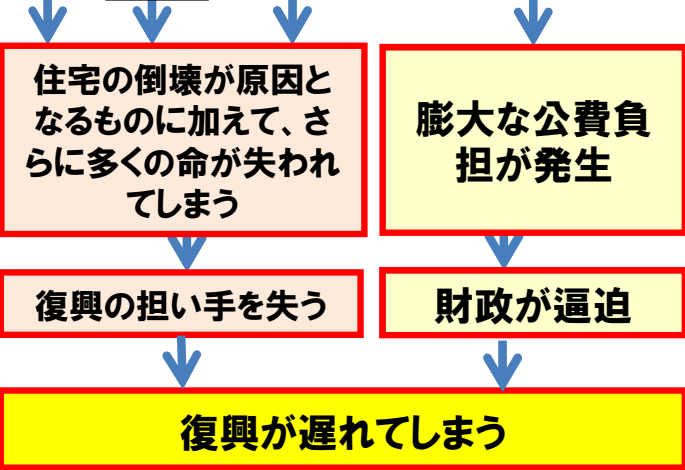 住宅の倒壊が原因と
なるものに加えて、さ
らに多くの命が失われ
てしまう
膨大な公費負
担が発生
復興の担い手を失う
財政が逼迫
復興が遅れてしまう